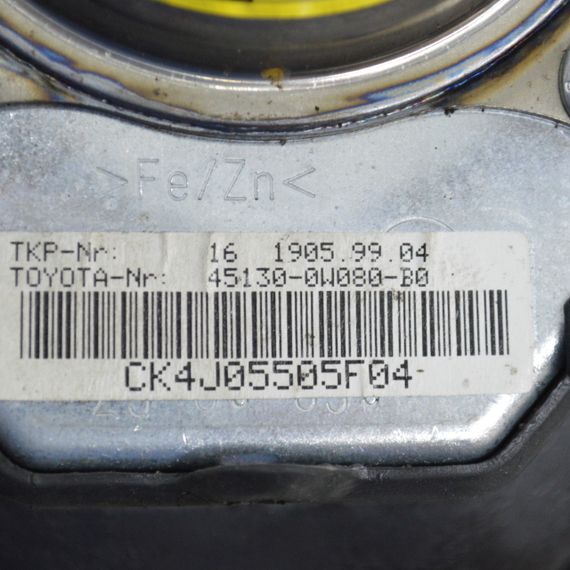 >Fe/Zn<
TKP-Nr: 16 1905.99.04
TOYOTA-Nr: 45130-0W080-B0
CK4J05505F04